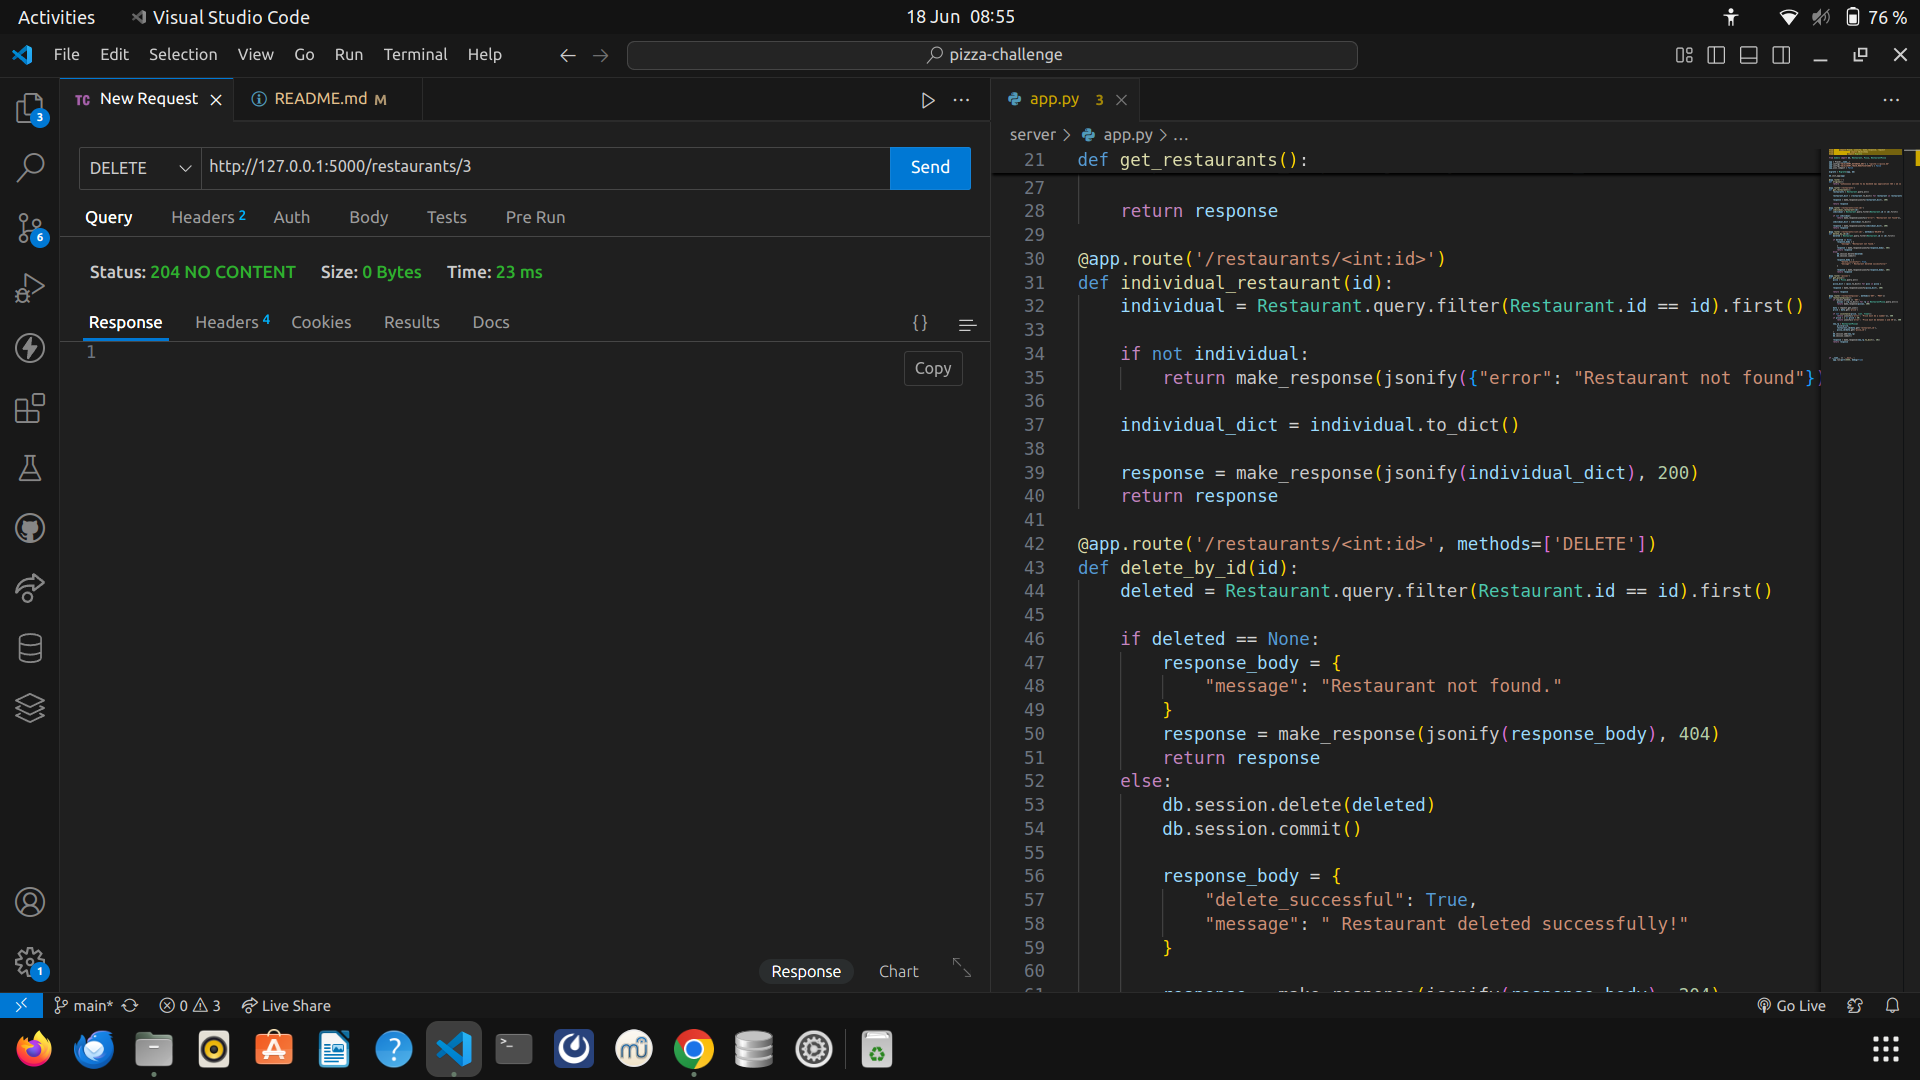 Activities
Visual Studio Code
18 Jun 08:55
76 %
File Edit Selection View Go Run Terminal Help
pizza-challenge
TC New Request
README.md M
app.py 3
server > app.py > ...
3
6
1
DELETE
http://127.0.0.1:5000/restaurants/3
Send
Query Headers 2 Auth Body Tests Pre Run
Status: 204 NO CONTENT Size: 0 Bytes Time: 23 ms
Response Headers 4 Cookies Results Docs
{}
1
Copy
Response
Chart
21 def get_restaurants():
27
28 return response
29
30 @app.route('/restaurants/<int:id>')
31 def individual_restaurant(id):
32 individual = Restaurant.query.filter(Restaurant.id == id).first()
33
34 if not individual:
35 return make_response(jsonify({"error": "Restaurant not found"})
36
37 individual_dict = individual.to_dict()
38
39 response = make_response(jsonify(individual_dict), 200)
40 return response
41
42 @app.route('/restaurants/<int:id>', methods=['DELETE'])
43 def delete_by_id(id):
44 deleted = Restaurant.query.filter(Restaurant.id == id).first()
45
46 if deleted == None:
47 response_body = {
48 "message": "Restaurant not found."
49 }
50 response = make_response(jsonify(response_body), 404)
51 return response
52 else:
53 db.session.delete(deleted)
54 db.session.commit()
55
56 response_body = {
57 "delete_successful": True,
58 "message": " Restaurant deleted successfully!"
59 }
60
61 response = make_response(jsonify(response_body), 204)
main* 0 3 Live Share
Go Live